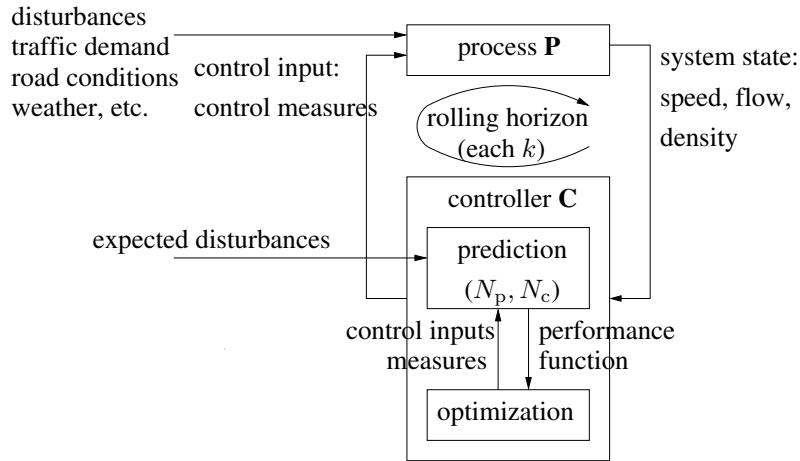 disturbances
traffic demand
road conditions
weather, etc.
control input:
control measures
process P
system state:
speed, flow,
density
rolling horizon
(each k)
controller C
expected disturbances
prediction
(Np, Nc)
control inputs
measures
performance
function
optimization